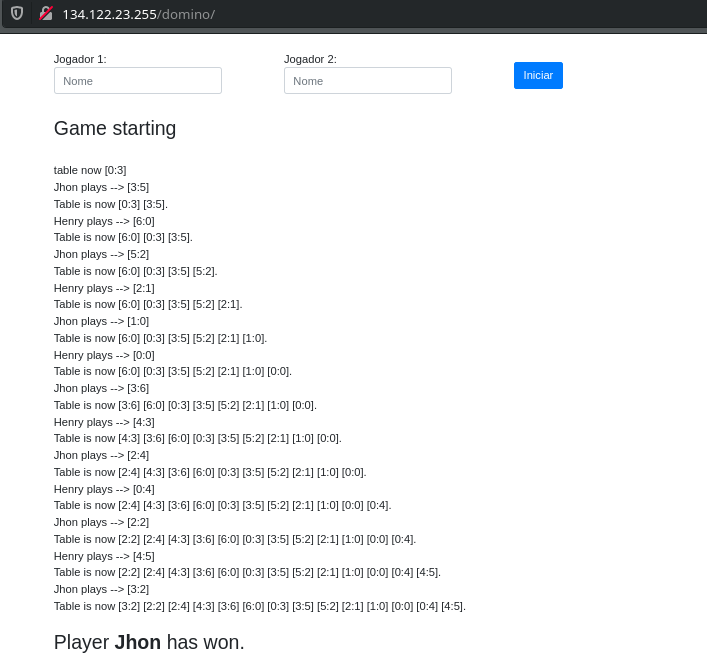 134.122.23.255/domino/
Jogador 1: Jogador 2:
Nome Nome Iniciar
Game starting
table now [0:3]
Jhon plays --> [3:5]
Table is now [0:3] [3:5].
Henry plays --> [6:0]
Table is now [6:0] [0:3] [3:5].
Jhon plays --> [5:2]
Table is now [6:0] [0:3] [3:5] [5:2].
Henry plays --> [2:1]
Table is now [6:0] [0:3] [3:5] [5:2] [2:1].
Jhon plays --> [1:0]
Table is now [6:0] [0:3] [3:5] [5:2] [2:1] [1:0].
Henry plays --> [0:0]
Table is now [6:0] [0:3] [3:5] [5:2] [2:1] [1:0] [0:0].
Jhon plays --> [3:6]
Table is now [3:6] [6:0] [0:3] [3:5] [5:2] [2:1] [1:0] [0:0].
Henry plays --> [4:3]
Table is now [4:3] [3:6] [6:0] [0:3] [3:5] [5:2] [2:1] [1:0] [0:0].
Jhon plays --> [2:4]
Table is now [2:4] [4:3] [3:6] [6:0] [0:3] [3:5] [5:2] [2:1] [1:0] [0:0].
Henry plays --> [0:4]
Table is now [2:4] [4:3] [3:6] [6:0] [0:3] [3:5] [5:2] [2:1] [1:0] [0:0] [0:4].
Jhon plays --> [2:2]
Table is now [2:2] [2:4] [4:3] [3:6] [6:0] [0:3] [3:5] [5:2] [2:1] [1:0] [0:0] [0:4].
Henry plays --> [4:5]
Table is now [2:2] [2:4] [4:3] [3:6] [6:0] [0:3] [3:5] [5:2] [2:1] [1:0] [0:0] [0:4] [4:5].
Jhon plays --> [3:2]
Table is now [3:2] [2:2] [2:4] [4:3] [3:6] [6:0] [0:3] [3:5] [5:2] [2:1] [1:0] [0:0] [0:4] [4:5].
Player Jhon has won.